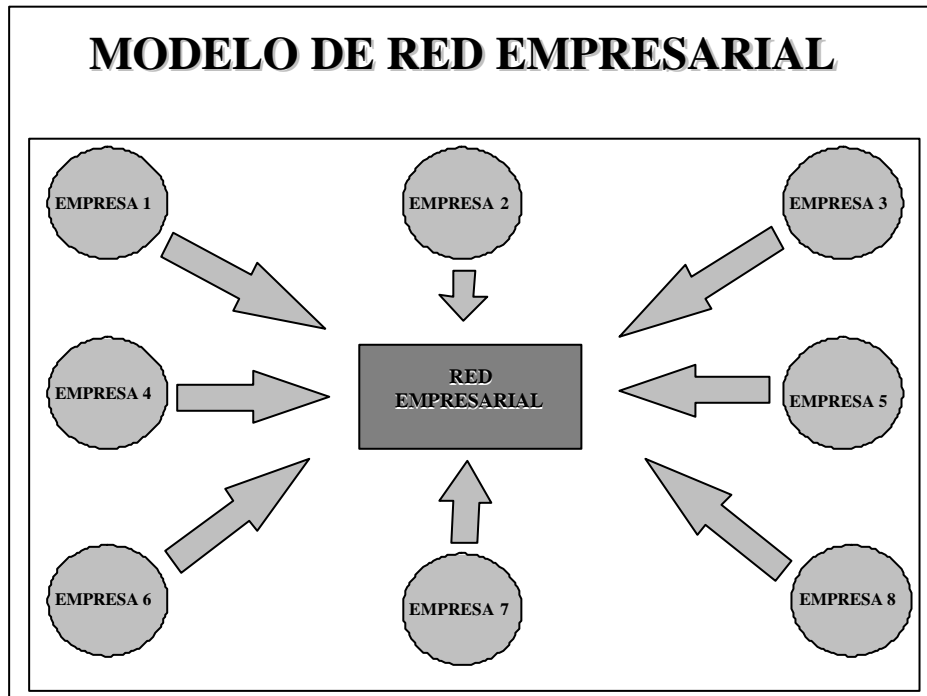 MODELO DE RED EMPRESARIAL
EMPRESA 1
EMPRESA 2
EMPRESA 3
EMPRESA 4
RED
EMPRESARIAL
EMPRESA 5
EMPRESA 6
EMPRESA 7
EMPRESA 8